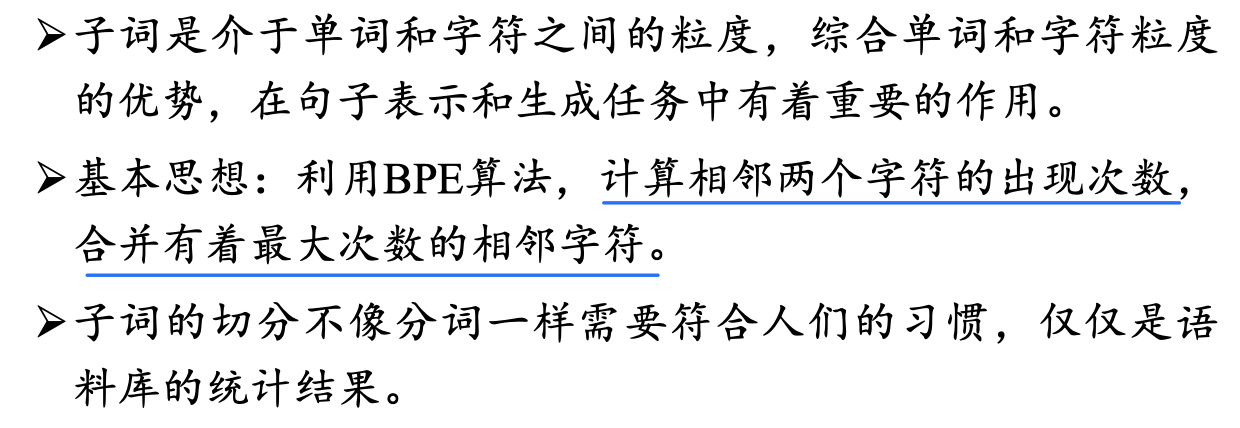 ➢子词是介于单词和字符之间的粒度，综合单词和字符粒度
的优势，在句子表示和生成任务中有着重要的作用。
➢基本思想：利用BPE算法，计算相邻两个字符的出现次数，
合并有着最大次数的相邻字符。
➢子词的切分不像分词一样需要符合人们的习惯，仅仅是语
料库的统计结果。